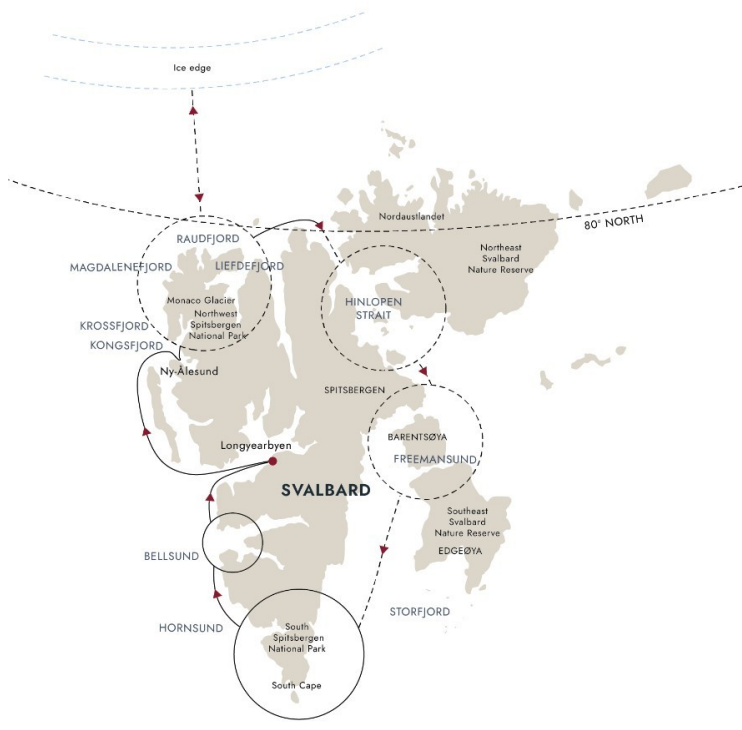 Ice edge
80° NORTH
Nordaustlandet
RAUDFJORD
MAGDALENEFJORD
LIEFDEFJORD
Northeast
Svalbard
Nature Reserve
Monaco Glacier
Northwest
Spitsbergen
National Park
HINLOPEN
STRAIT
KROSSFJORD
KONGSFJORD
Ny-Ålesund
SPITSBERGEN
BARENTSØYA
FREEMANSUND
Longyearbyen
SVALBARD
Southeast
Svalbard
Nature Reserve
EDGEØYA
BELLSUND
STORFJORD
HORNSUND
South
Spitsbergen
National Park
South Cape